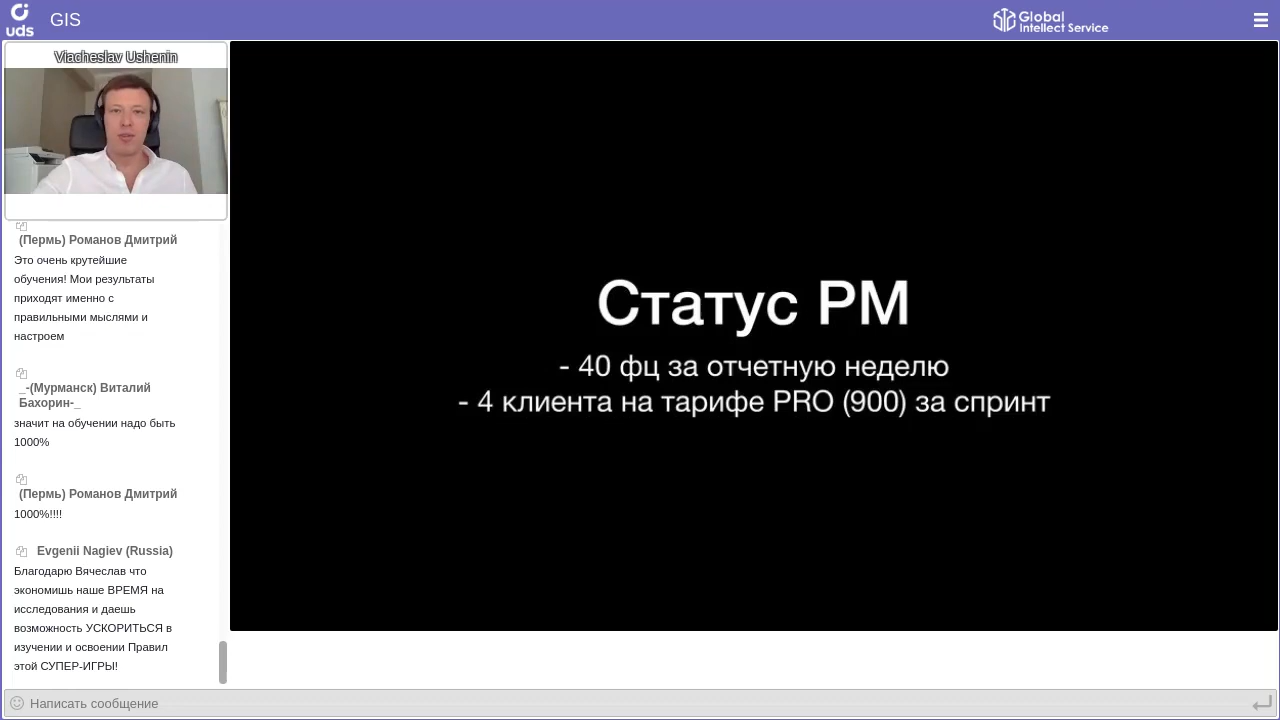 uds
GIS
Global
Intellect Service
Viacheslav Ushenin
(Пермь) Романов Дмитрий
Это очень крутейшие
обучения! Мои результаты
приходят именно с
правильными мыслями и
настроем
_-(Мурманск) Виталий
Бахорин-_
значит на обучении надо быть
1000%
(Пермь) Романов Дмитрий
1000%!!!!
Evgenii Nagiev (Russia)
Благодарю Вячеслав что
экономишь наше ВРЕМЯ на
исследования и даешь
возможность УСКОРИТЬСЯ в
изучении и освоении Правил
этой СУПЕР-ИГРЫ!
Статус РМ
- 40 фц за отчетную неделю
- 4 клиента на тарифе PRO (900) за спринт
Написать сообщение